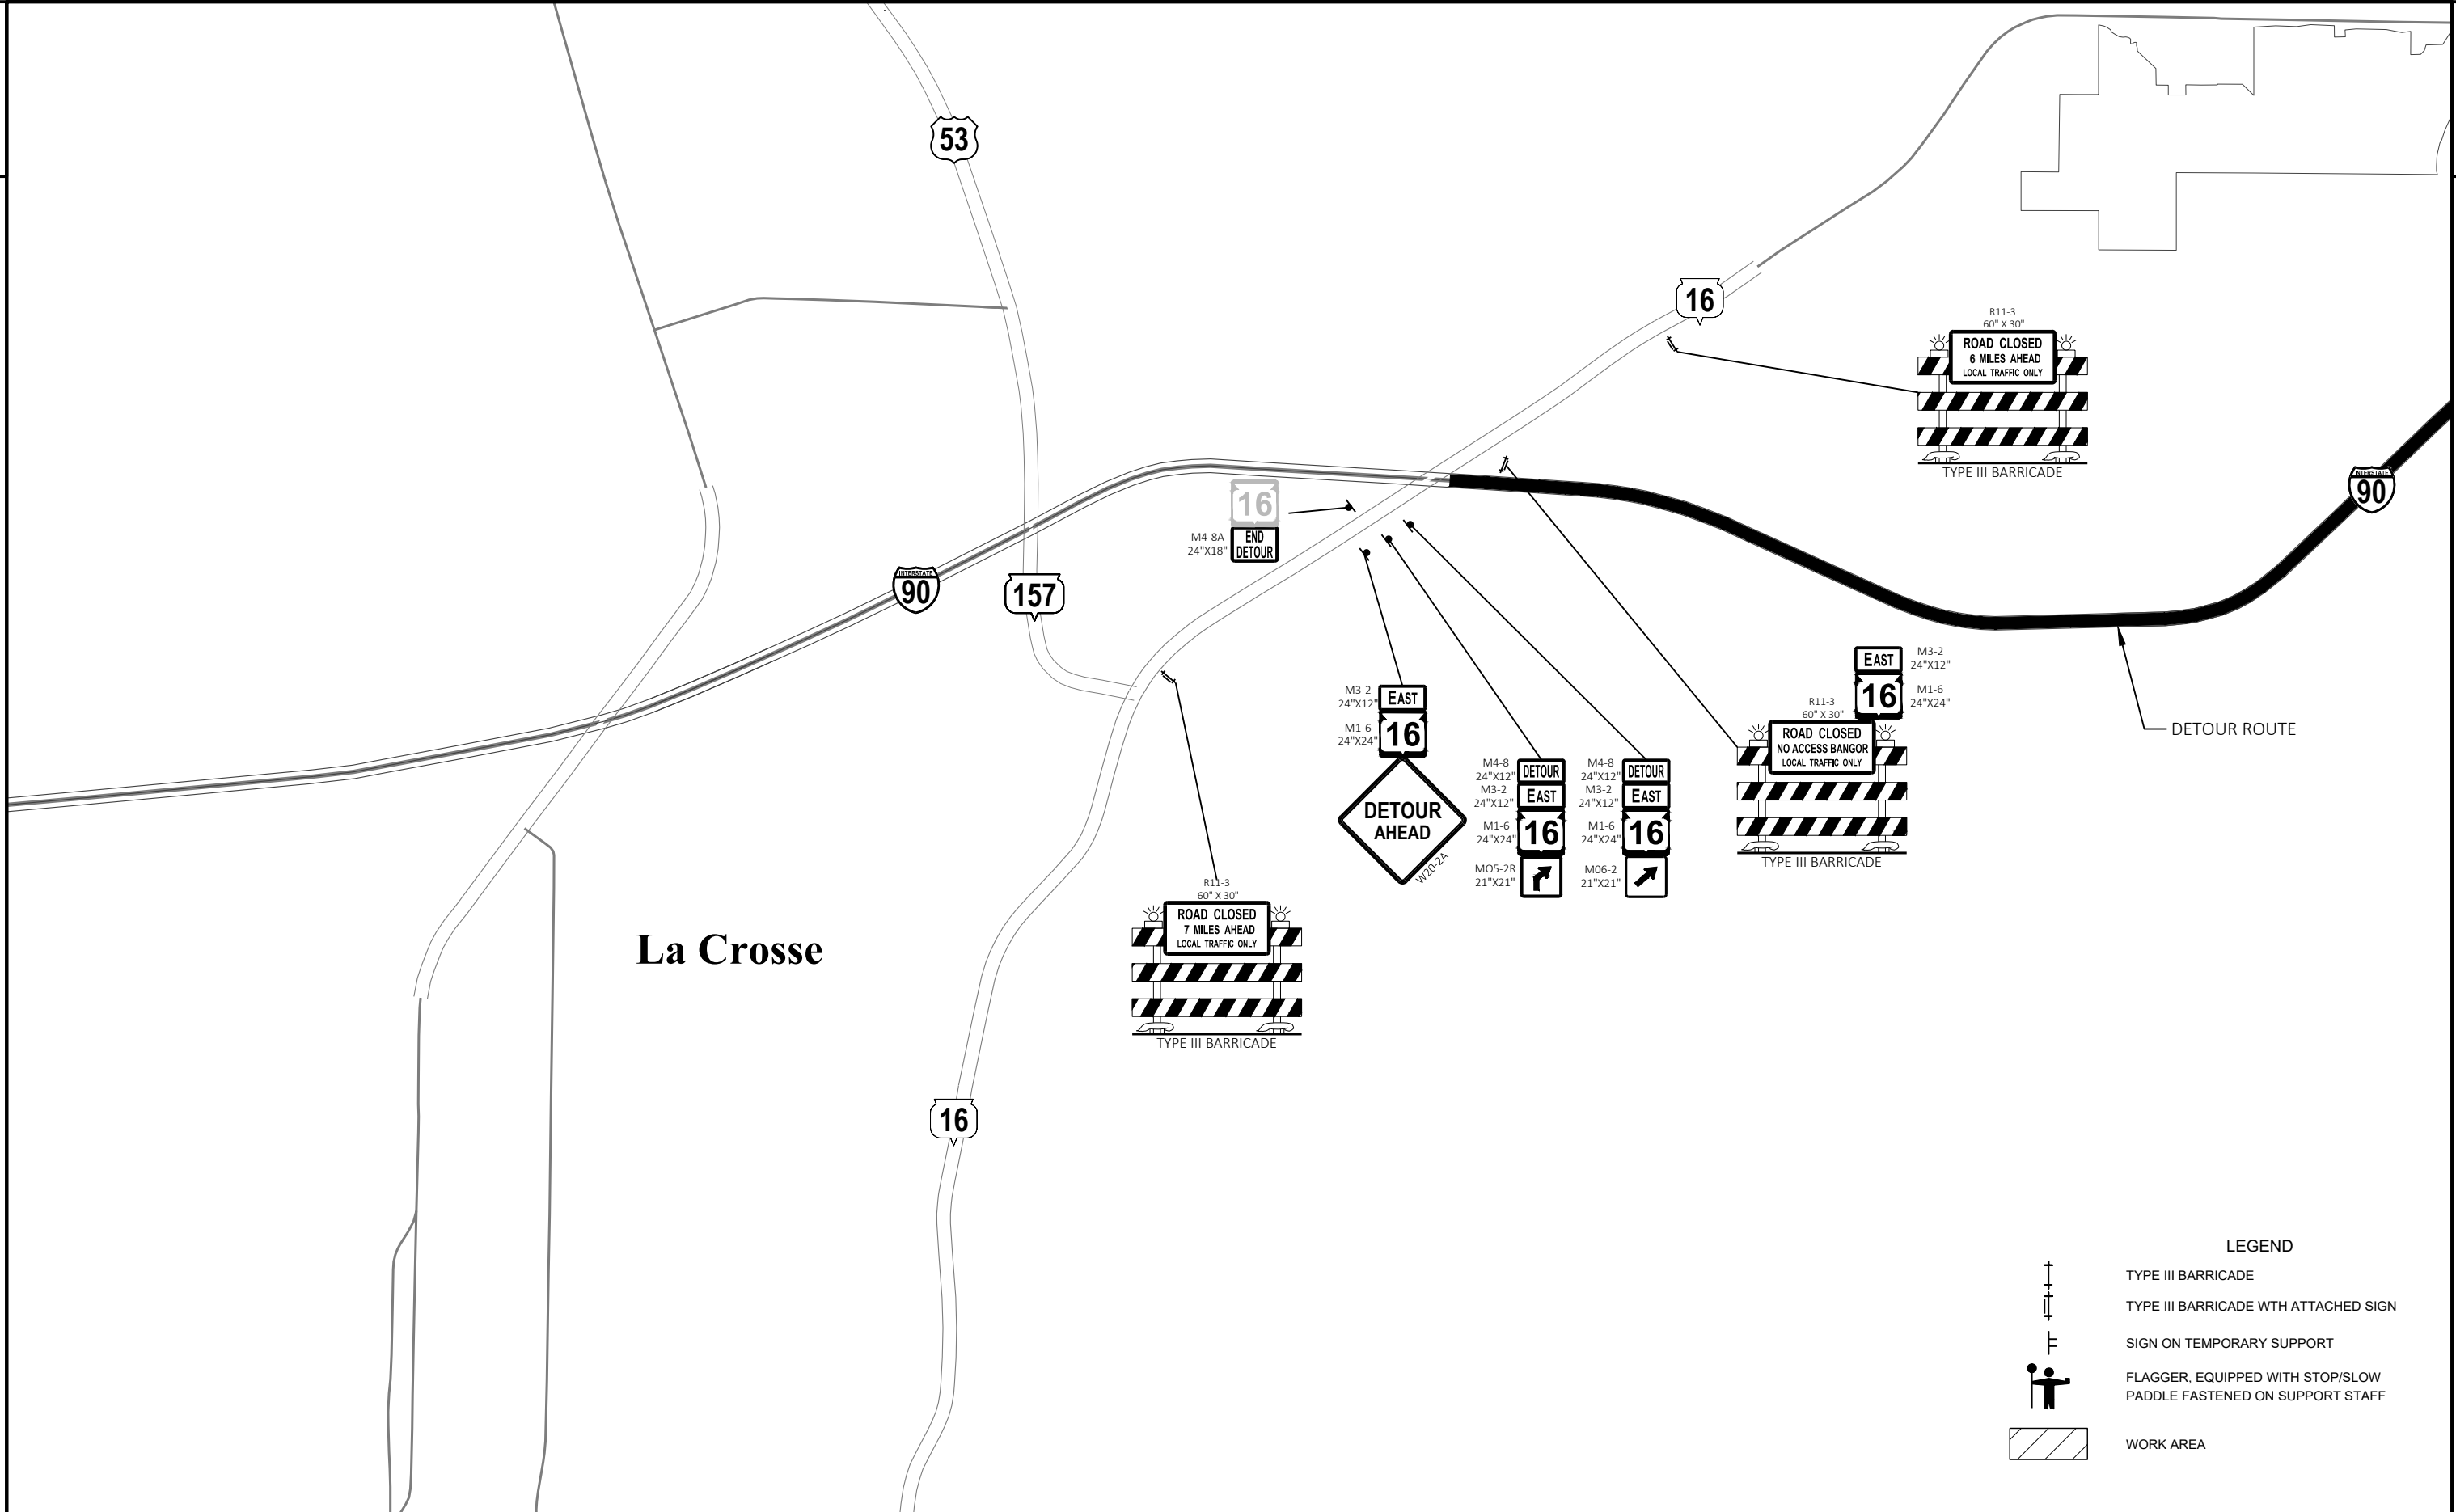 53
16
R11-3
60" X 30"
ROAD CLOSED
6 MILES AHEAD
LOCAL TRAFFIC ONLY
TYPE III BARRICADE
INTERSTATE
90
16
M4-8A
24"X18"
END
DETOUR
INTERSTATE
90
157
M3-2
24"X12"
EAST
M1-6
24"X24"
16
DETOUR
AHEAD
W20-2A
M4-8
24"X12"
DETOUR
M3-2
24"X12"
EAST
M1-6
24"X24"
16
MO5-2R
21"X21"
M4-8
24"X12"
DETOUR
M3-2
24"X12"
EAST
M1-6
24"X24"
16
M06-2
21"X21"
EAST
M3-2
24"X12"
16
M1-6
24"X24"
R11-3
60" X 30"
ROAD CLOSED
NO ACCESS BANGOR
LOCAL TRAFFIC ONLY
TYPE III BARRICADE
DETOUR ROUTE
R11-3
60" X 30"
ROAD CLOSED
7 MILES AHEAD
LOCAL TRAFFIC ONLY
TYPE III BARRICADE
La Crosse
16
LEGEND
TYPE III BARRICADE
TYPE III BARRICADE WTH ATTACHED SIGN
SIGN ON TEMPORARY SUPPORT
FLAGGER, EQUIPPED WITH STOP/SLOW
PADDLE FASTENED ON SUPPORT STAFF
WORK AREA